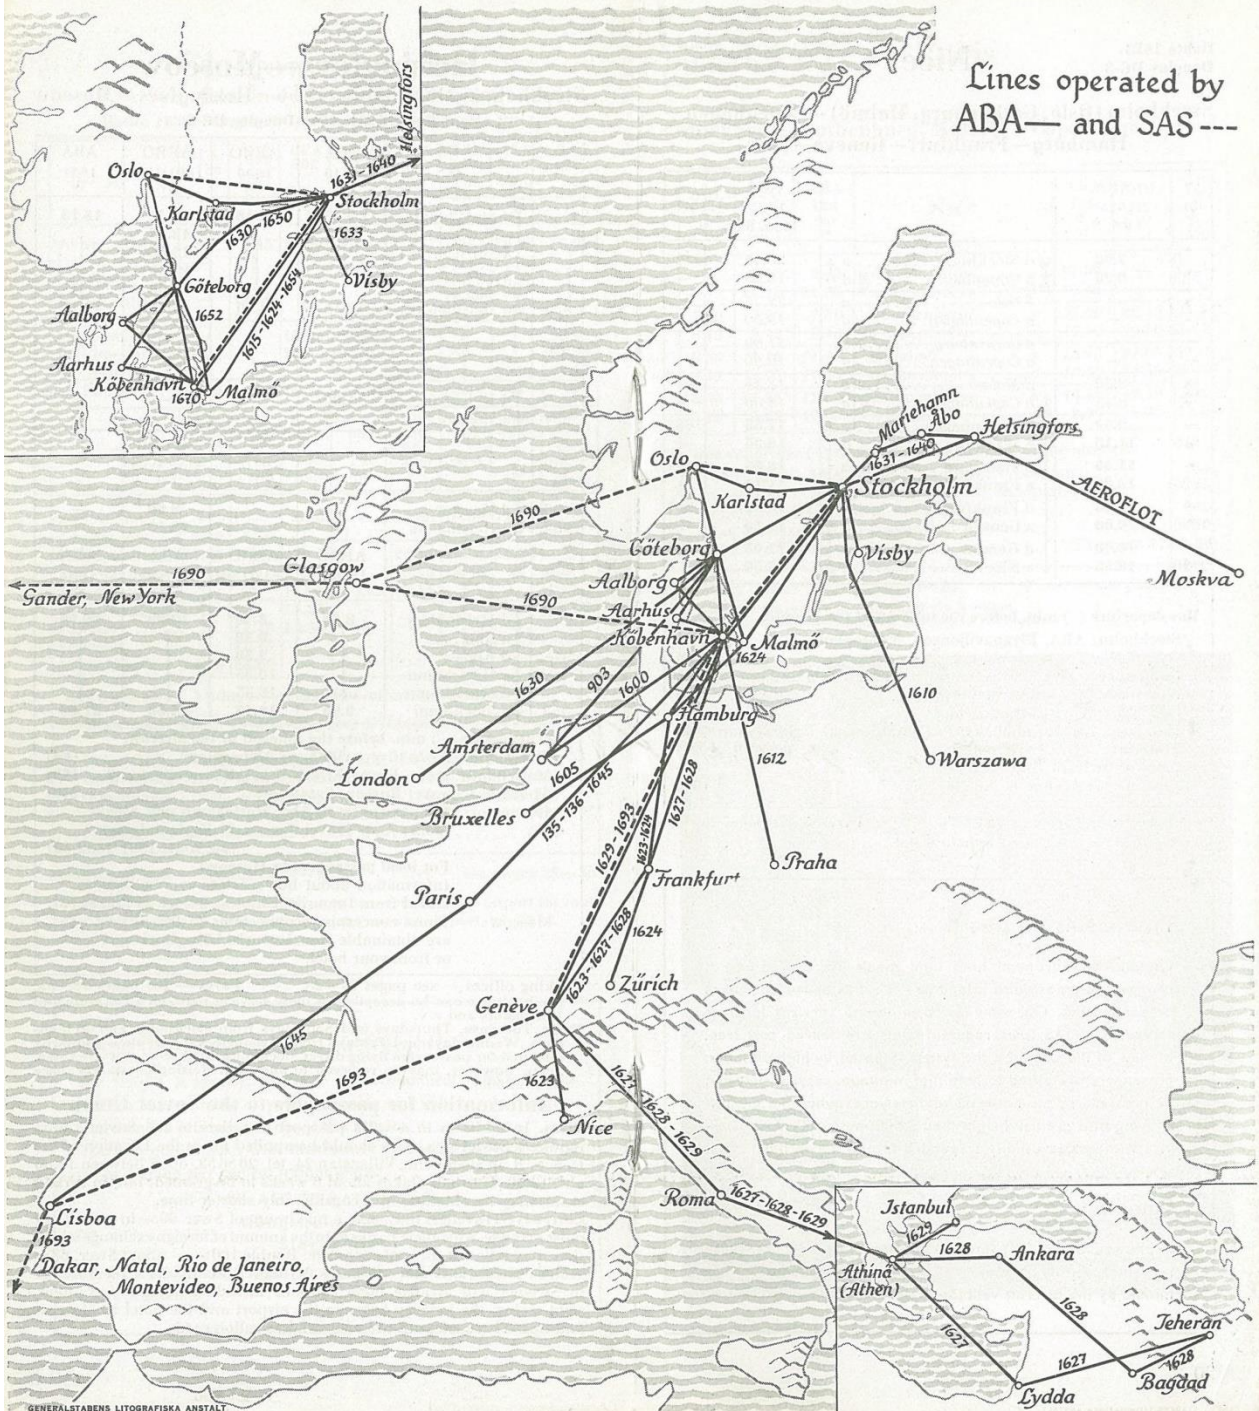 Lines operated by
ABA— and SAS ---
Helsingfors
1631-1640
Oslo
Karlstad
Stockholm
1630-1650
1633
Visby
Göteborg
Aalborg
1652
1615-1624-1654
Aarhus
Köbenhavn
1670
Malmö
Mariehamn
Åbo
Helsingfors
1631-1640
Oslo
Karlstad
Stockholm
AEROFLOT
1690
Göteborg
Visby
Glasgow
1690
Aalborg
Moskva
Gander, New York
1690
Aarhus
Köbenhavn
Malmö
1624
1630
903
1600
1610
Hamburg
Amsterdam
1612
Warszawa
London
1605
Bruxelles
135-136-1645
1627-1628
1629-1693
1623-1624
Praha
Frankfurt
Paris
1624
1623-1627-1628
Zürich
Genève
1645
1693
1623
1627-1628-1629
Nice
Roma
1627-1628-1629
Lisboa
1693
Dakar, Natal, Rio de Janeiro,
Montevideo, Buenos Aires
Istanbul
1629
1628
Ankara
Athina
(Athen)
1628
Teheran
1627
1627
1628
Bagdad
Lydda
GENERALSTABENS LITOGRAFISKA ANSTALT